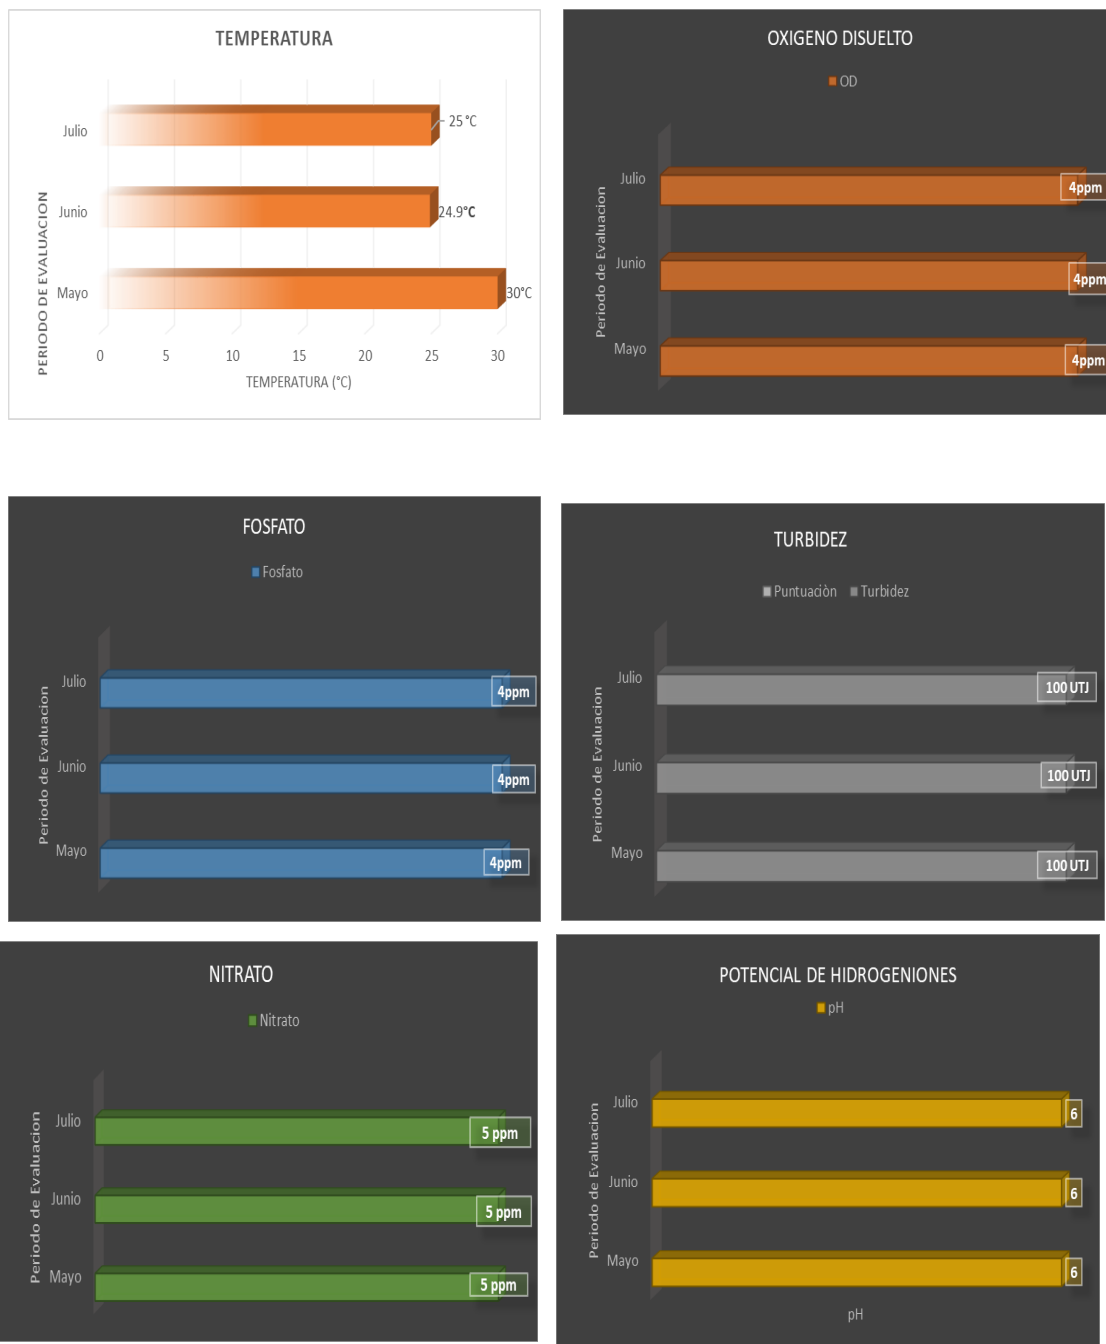 TEMPERATURA
PERIODO DE EVALUACION
Julio
25 °C
Junio
24.9°C
Mayo
30°C
0 5 10 15 20 25 30
TEMPERATURA (°C)
OXIGENO DISUELTO
OD
Periodo de Evaluacion
Julio
4ppm
Junio
4ppm
Mayo
4ppm
FOSFATO
Fosfato
Periodo de Evaluacion
Julio
4ppm
Junio
4ppm
Mayo
4ppm
TURBIDEZ
Puntuaciòn Turbidez
Periodo de Evaluacion
Julio
100 UTJ
Junio
100 UTJ
Mayo
100 UTJ
NITRATO
Nitrato
Periodo de Evaluacion
Julio
5 ppm
Junio
5 ppm
Mayo
5 ppm
POTENCIAL DE HIDROGENIONES
pH
Periodo de Evaluacion
Julio
6
Junio
6
Mayo
6
pH